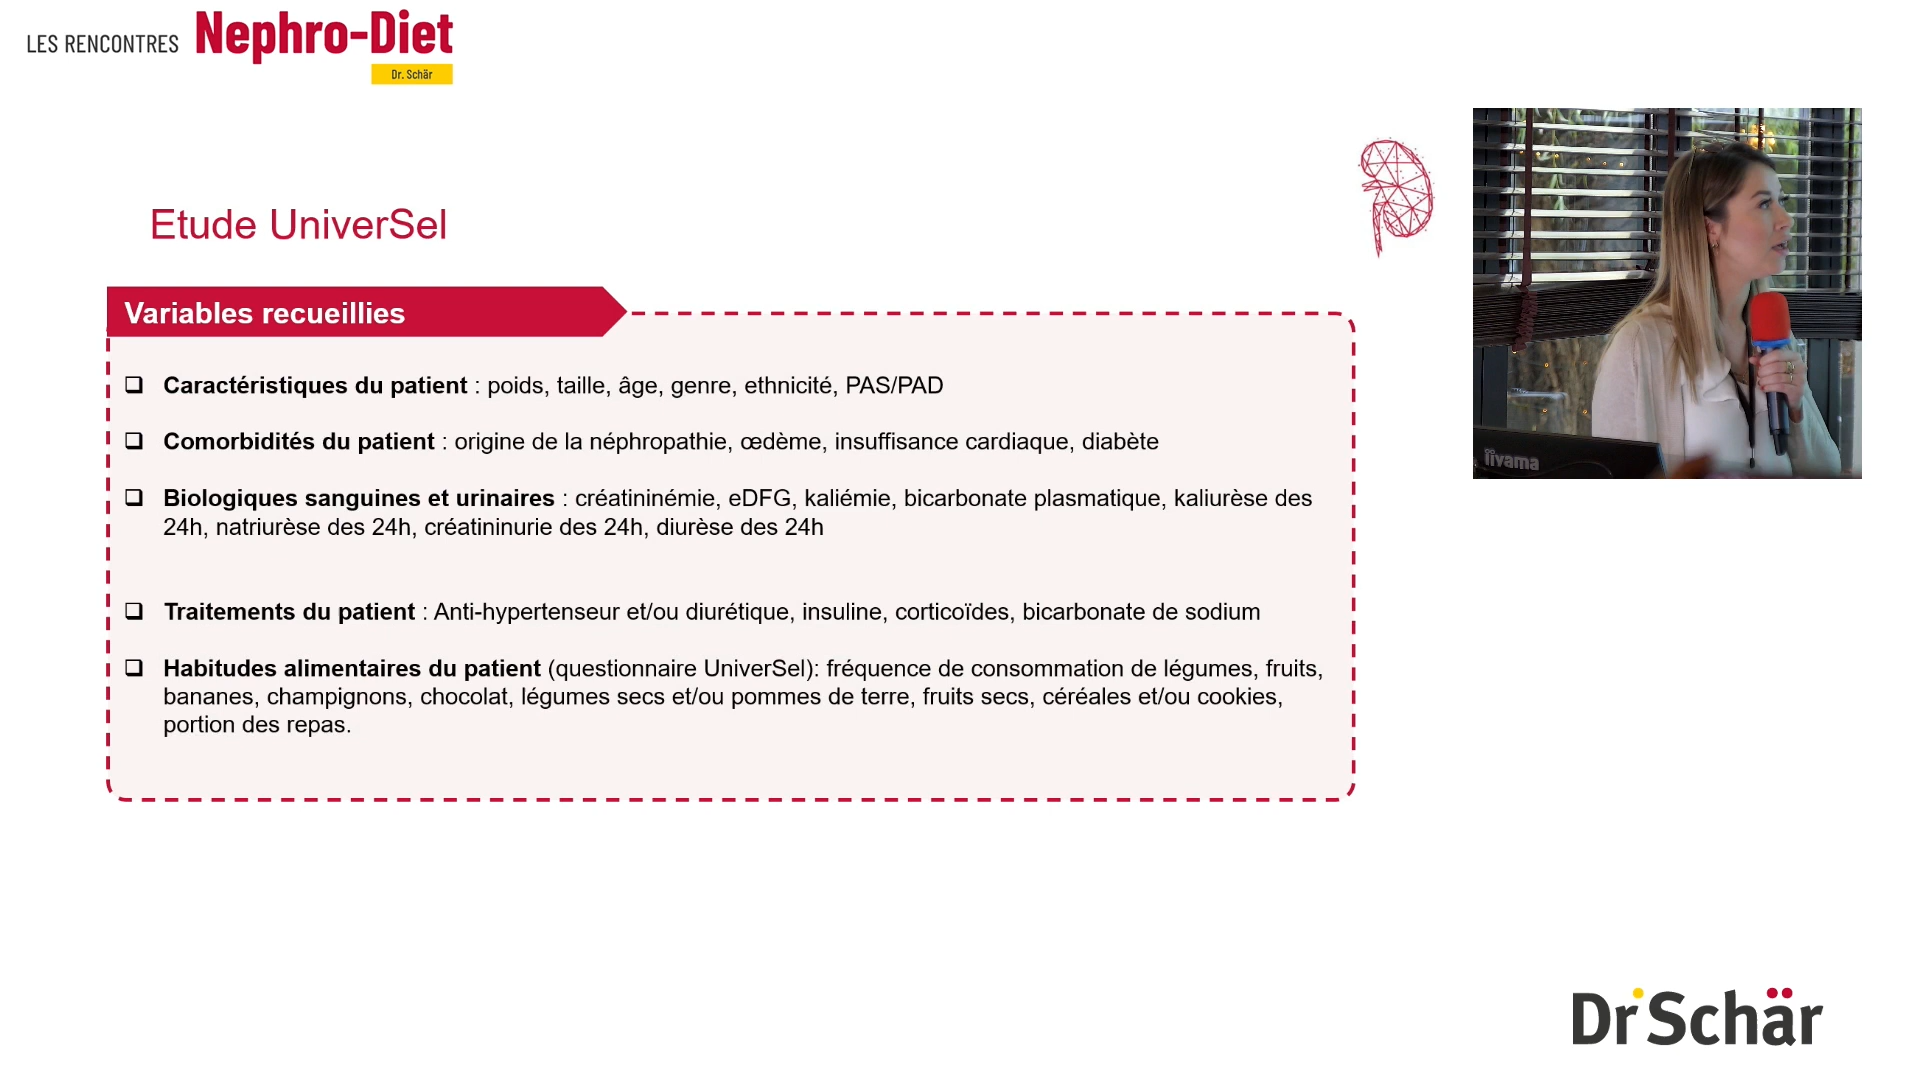 LES RENCONTRES Nephro-Diet
Dr. Schär
Etude UniverSel
Variables recueillies
Caractéristiques du patient : poids, taille, âge, genre, ethnicité, PAS/PAD
Comorbidités du patient : origine de la néphropathie, œdème, insuffisance cardiaque, diabète
Biologiques sanguines et urinaires : créatininémie, eDFG, kaliémie, bicarbonate plasmatique, kaliurèse des
24h, natriurèse des 24h, créatininurie des 24h, diurèse des 24h
Traitements du patient : Anti-hypertenseur et/ou diurétique, insuline, corticoïdes, bicarbonate de sodium
Habitudes alimentaires du patient (questionnaire UniverSel): fréquence de consommation de légumes, fruits,
bananes, champignons, chocolat, légumes secs et/ou pommes de terre, fruits secs, céréales et/ou cookies,
portion des repas.
iiyama
Dr Schär